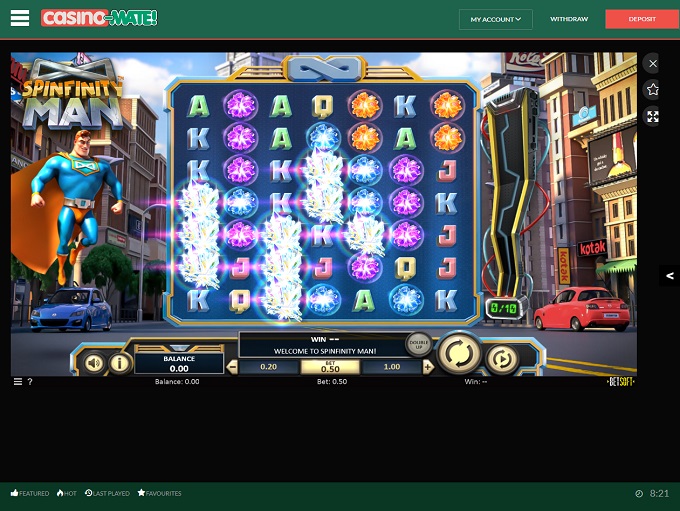 casino-MATE!
MY ACCOUNT
WITHDRAW
DEPOSIT
SPINFINITY
MAN
A A Q K
K A A
K K J
K K
K J
J J Q
K Q A K
kotak
kotak
0/10
WIN --
WELCOME TO SPINFINITY MAN!
DOUBLE UP
BALANCE
0.00
0.20
BET
0.50
1.00
Balance: 0.00
Bet: 0.50
Win: --
BETSOFT
FEATURED
HOT
LAST PLAYED
FAVOURITES
8:21